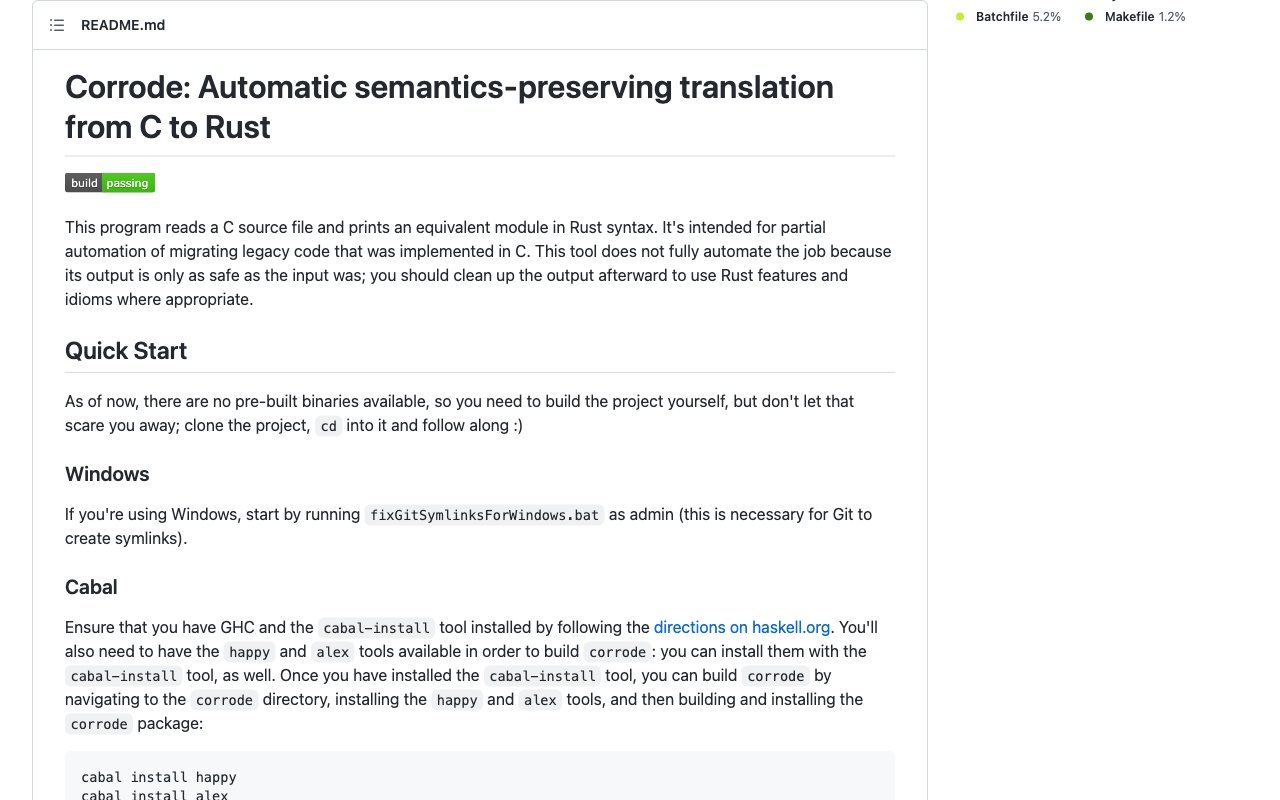 README.md
Batchfile 5.2%
Makefile 1.2%
Corrode: Automatic semantics-preserving translation
from C to Rust
build passing
This program reads a C source file and prints an equivalent module in Rust syntax. It's intended for partial
automation of migrating legacy code that was implemented in C. This tool does not fully automate the job because
its output is only as safe as the input was; you should clean up the output afterward to use Rust features and
idioms where appropriate.
Quick Start
As of now, there are no pre-built binaries available, so you need to build the project yourself, but don't let that
scare you away; clone the project, cd into it and follow along :)
Windows
If you're using Windows, start by running fixGitSymlinksForWindows.bat as admin (this is necessary for Git to
create symlinks).
Cabal
Ensure that you have GHC and the cabal-install tool installed by following the directions on haskell.org. You'll
also need to have the happy and alex tools available in order to build corrode : you can install them with the
cabal-install tool, as well. Once you have installed the cabal-install tool, you can build corrode by
navigating to the corrode directory, installing the happy and alex tools, and then building and installing the
corrode package:
cabal install happy
cabal install alex